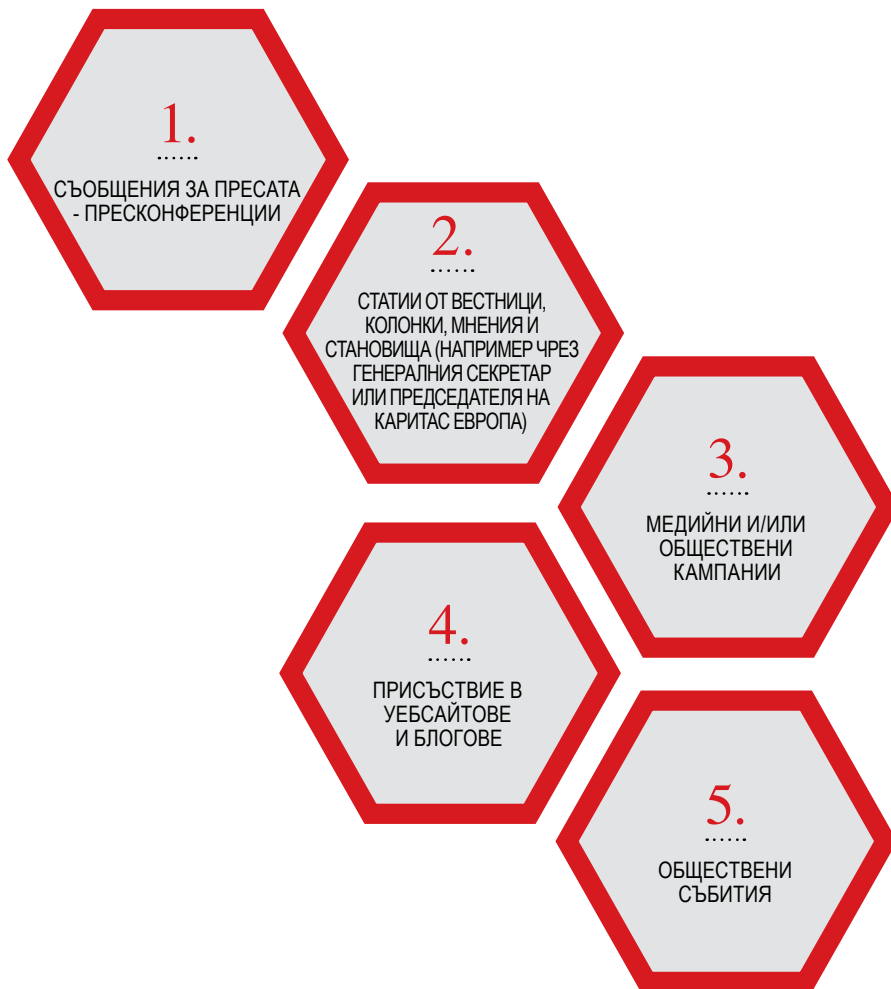 1.
СЪОБЩЕНИЯ ЗА ПРЕСАТА
- ПРЕСКОНФЕРЕНЦИИ
2.
СТАТИИ ОТ ВЕСТНИЦИ,
КОЛОНКИ, МНЕНИЯ И
СТАНОВИЩА (НАПРИМЕР ЧРЕЗ
ГЕНЕРАЛНИЯ СЕКРЕТАР
ИЛИ ПРЕДСЕДАТЕЛЯ НА
КАРИТАС ЕВРОПА)
3.
МЕДИЙНИ И/ИЛИ
ОБЩЕСТВЕНИ
КАМПАНИИ
4.
ПРИСЪСТВИЕ В
УЕБСАЙТОВЕ
И БЛОГОВЕ
5.
ОБЩЕСТВЕНИ
СЪБИТИЯ